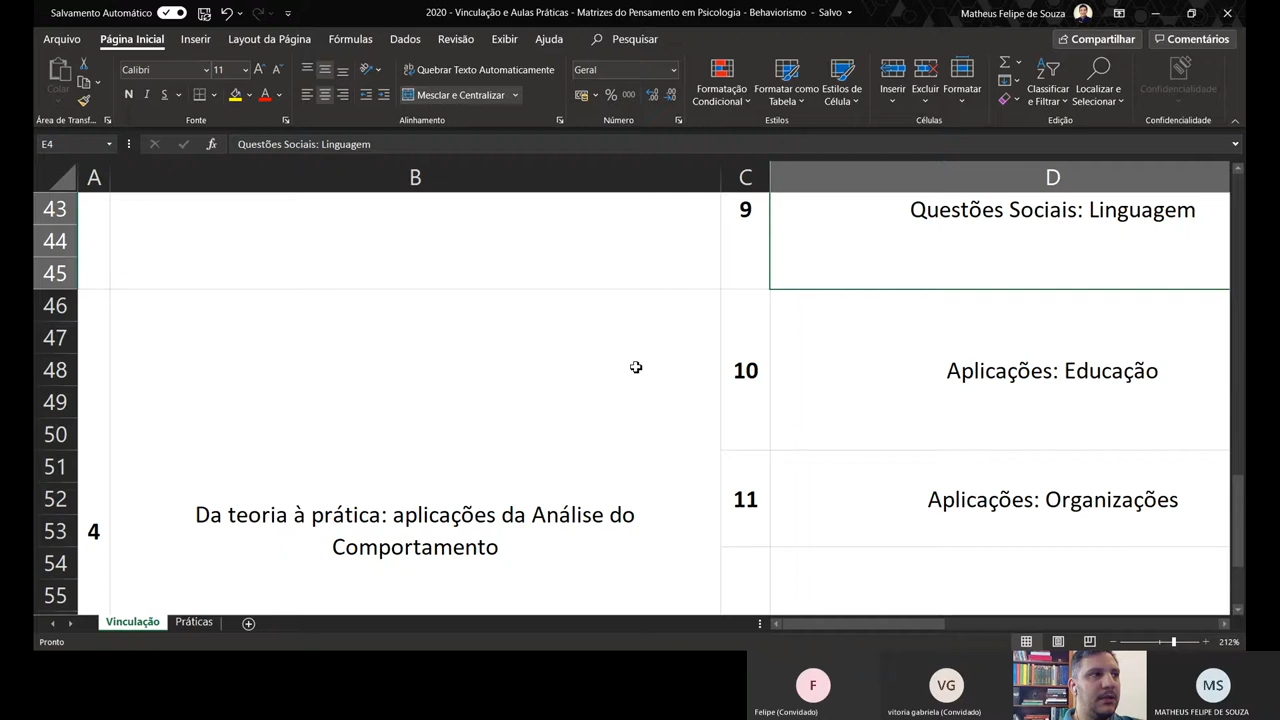 Salvamento Automático
2020 - Vinculação e Aulas Práticas - Matrizes do Pensamento em Psicologia - Behaviorismo - Salvo
Matheus Felipe de Souza
Arquivo Página Inicial Inserir Layout da Página Fórmulas Dados Revisão Exibir Ajuda Pesquisar
Compartilhar Comentários
Colar
Calibri 11
N I S
Quebrar Texto Automaticamente
Mesclar e Centralizar
Geral
% 000
Formatação Condicional
Formatar como Tabela
Estilos de Célula
Inserir Excluir Formatar
Classificar e Filtrar
Localizar e Selecionar
Confidencialidade
Área de Transf... Fonte Alinhamento Número Estilos Células Edição Confidencialidade
E4 fx Questões Sociais: Linguagem
A B C D
43 9 Questões Sociais: Linguagem
44
45
46
47
48 10 Aplicações: Educação
49
50
51
52 11 Aplicações: Organizações
53 4 Da teoria à prática: aplicações da Análise do
Comportamento
54
55
Vinculação Práticas
Pronto 212%
F VG MS
Felipe (Convidado) vitoria gabriela (Convidado) MATHEUS FELIPE DE SOUZA